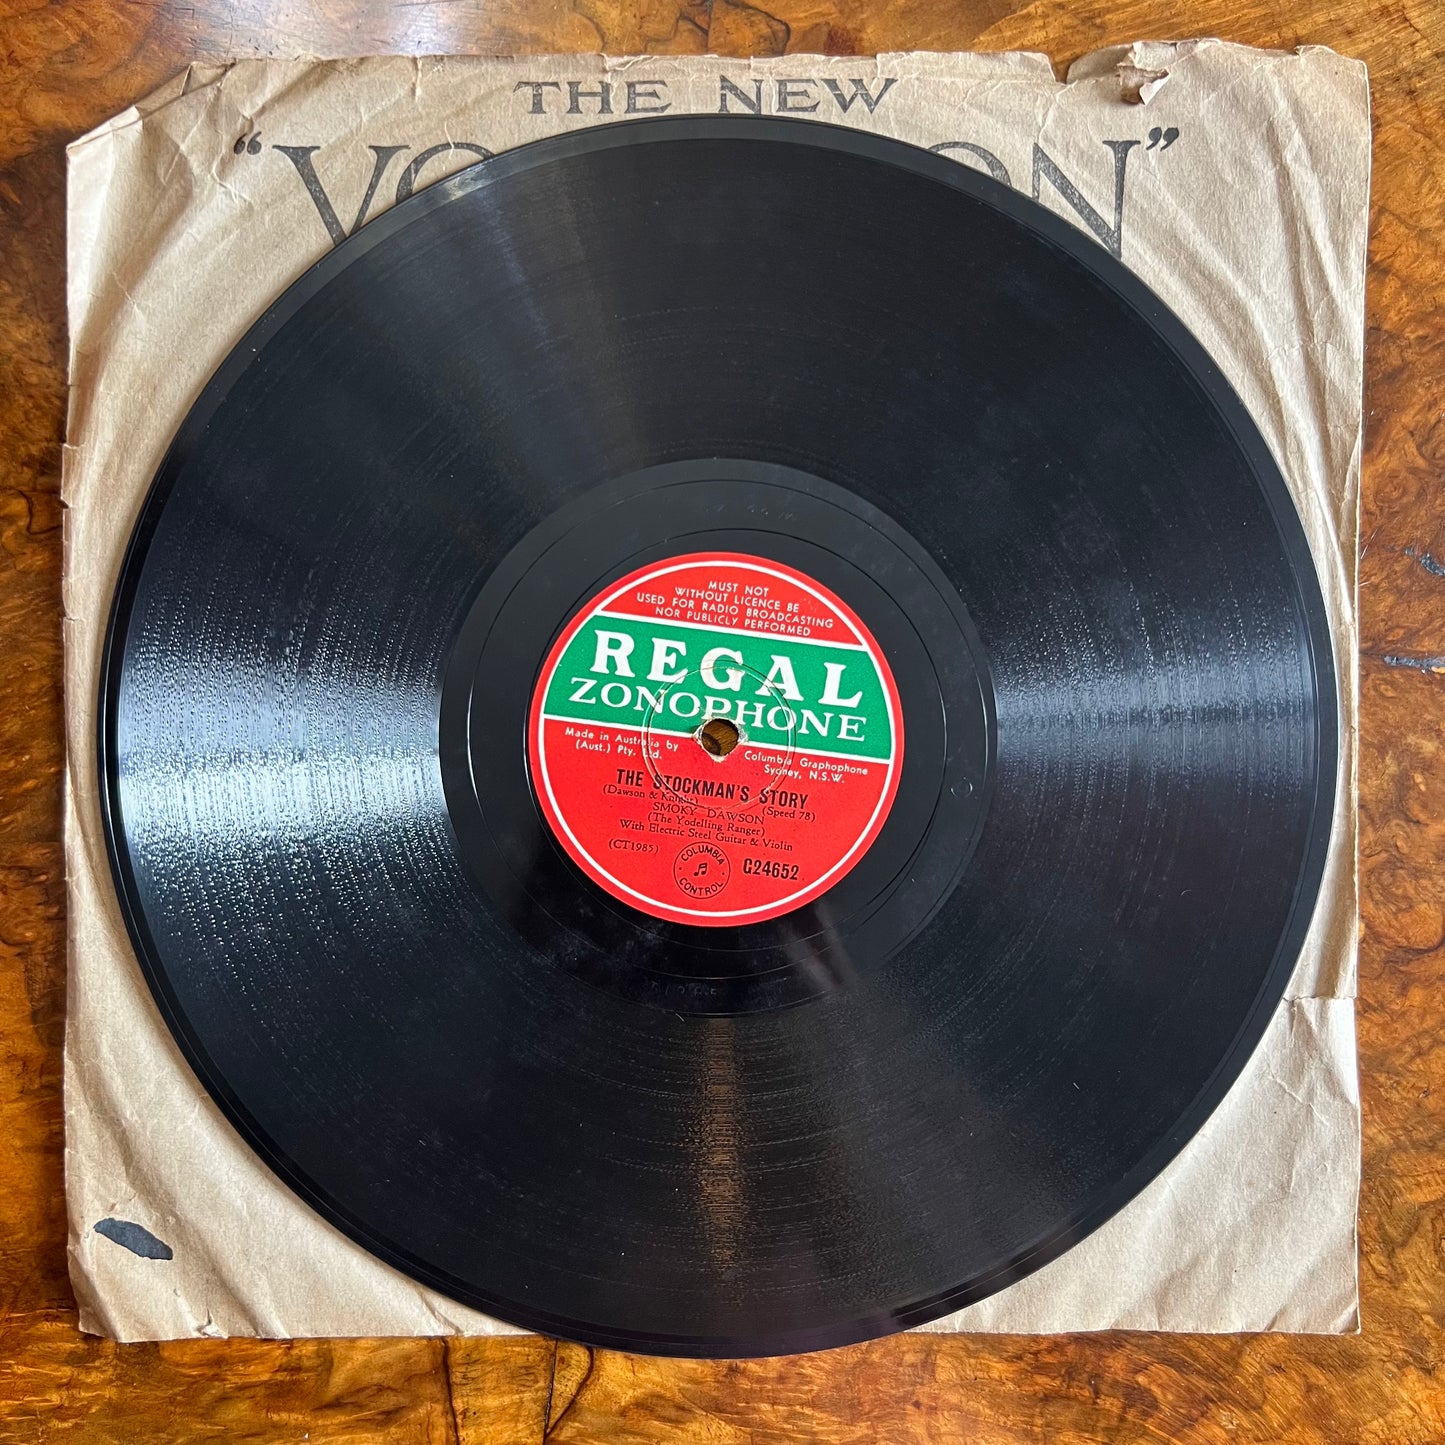 THE NEW
MUST NOT
WITHOUT LICENCE BE
USED FOR RADIO BROADCASTING
NOR PUBLICLY PERFORMED
REGAL
ZONOPHONE
Made in Australia by Columbia Graphophone
(Aust.) Pty. Ltd. Sydney, N.S.W.
THE STOCKMAN'S STORY
(Dawson & Knight) (Speed 78)
SMOKY DAWSON
(The Yodelling Ranger)
With Electric Steel Guitar & Violin
(CT1985) COLUMBIA CONTROL G24652